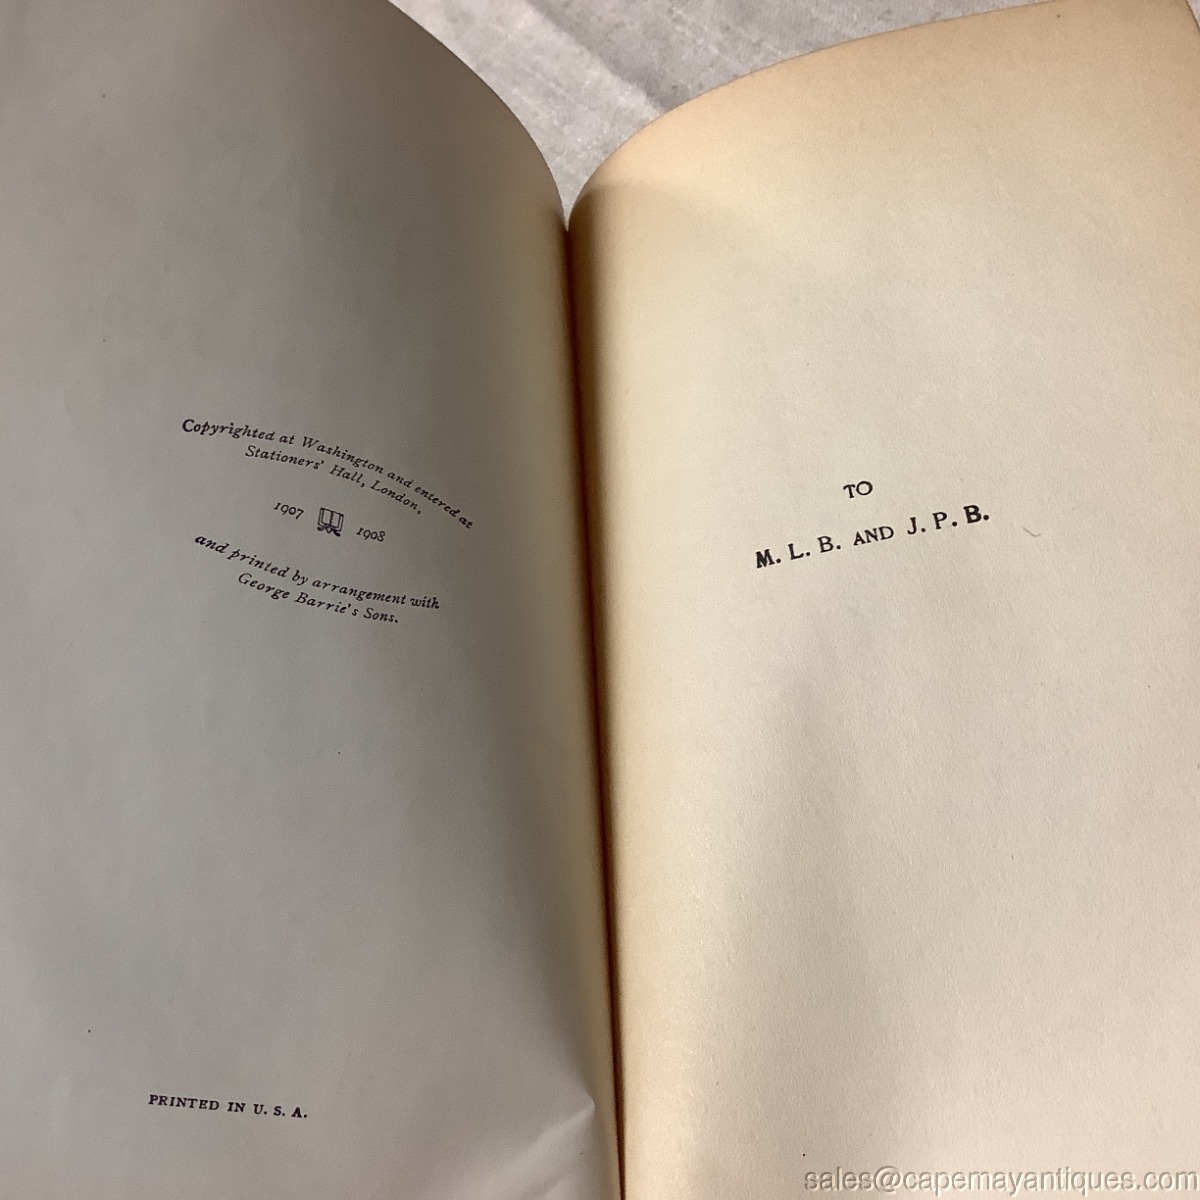 Copyrighted at Washington and entered at
Stationers' Hall, London,
1907 1908
and printed by arrangement with
George Barrie's Sons.
PRINTED IN U. S. A.
TO
M. L. B. AND J. P. B.
sales@capemayantiques.com